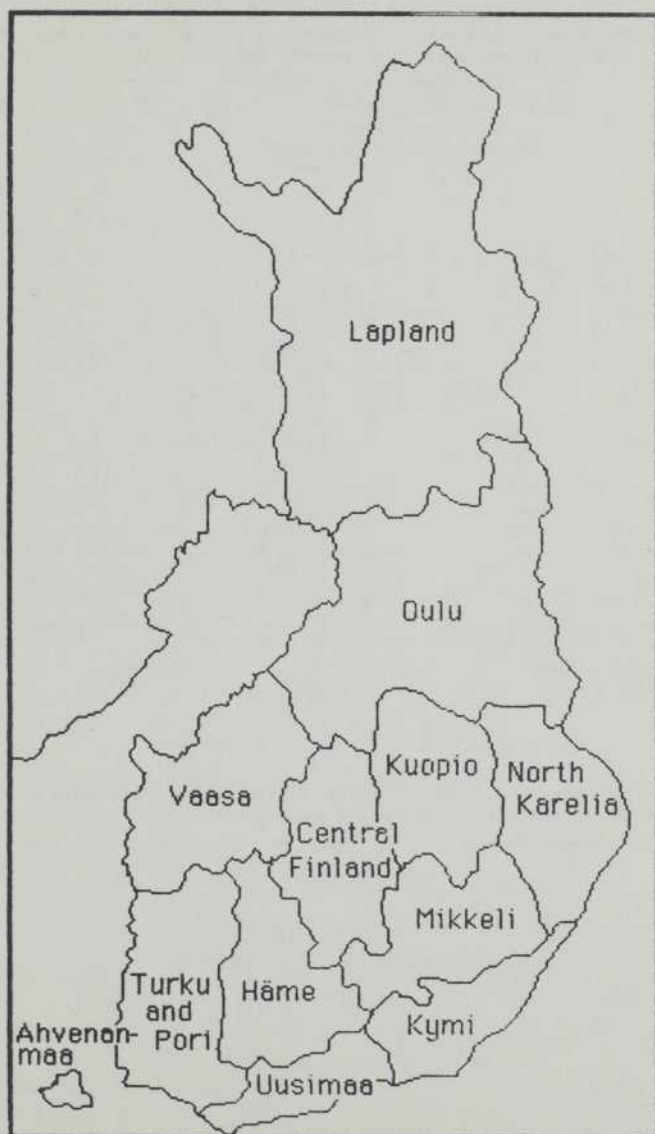 Lapland
Oulu
Kuopio
North
Karelia
Vaasa
Central
Finland
Mikkeli
Turku
and
Pori
Häme
Kymi
Ahvenan-
maa
Uusimaa